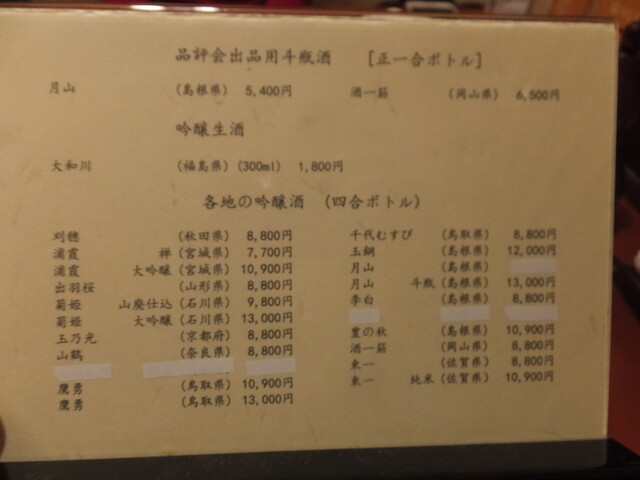 品評会出品用斗瓶酒 [正一合ボトル]
月山 (島根県) 5,400円 酒一筋 (岡山県) 6,500円
吟醸生酒
大和川 (福島県) (300ml) 1,800円
各地の吟醸酒 (四合ボトル)
刈穂 (秋田県) 8,800円
浦霞 禅 (宮城県) 7,700円
浦霞 大吟醸 (宮城県) 10,900円
出羽桜 (山形県) 8,800円
菊姫 山廃仕込 (石川県) 9,800円
菊姫 大吟醸 (石川県) 13,000円
玉乃光 (京都府) 8,800円
山鶴 (奈良県) 8,800円
鷹勇 (鳥取県) 10,900円
鷹勇 (鳥取県) 13,000円
千代むすび (鳥取県) 8,800円
玉鋼 (島根県) 12,000円
月山 (島根県)
月山 斗瓶 (島根県) 13,000円
李白 (島根県) 8,800円
豊の秋 (島根県) 10,900円
酒一筋 (岡山県) 8,800円
東一 (佐賀県) 8,800円
東一 純米 (佐賀県) 10,900円